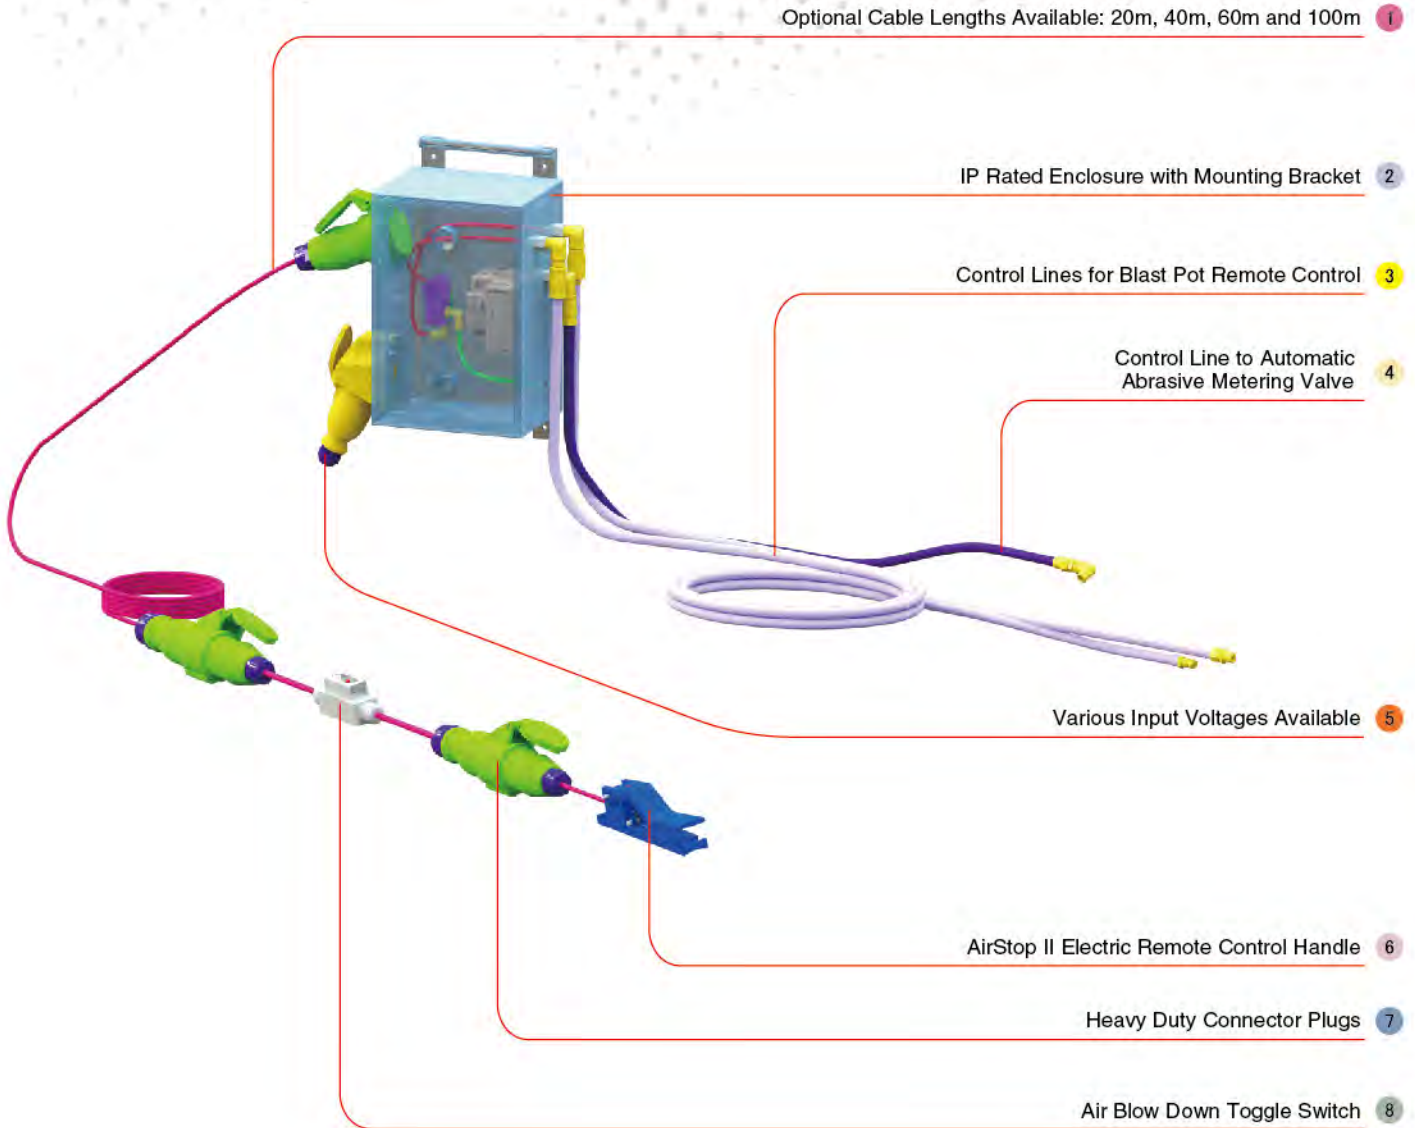 Optional Cable Lengths Available: 20m, 40m, 60m and 100m 1
IP Rated Enclosure with Mounting Bracket 2
Control Lines for Blast Pot Remote Control 3
Control Line to Automatic
Abrasive Metering Valve 4
Various Input Voltages Available 5
AirStop II Electric Remote Control Handle 6
Heavy Duty Connector Plugs 7
Air Blow Down Toggle Switch 8